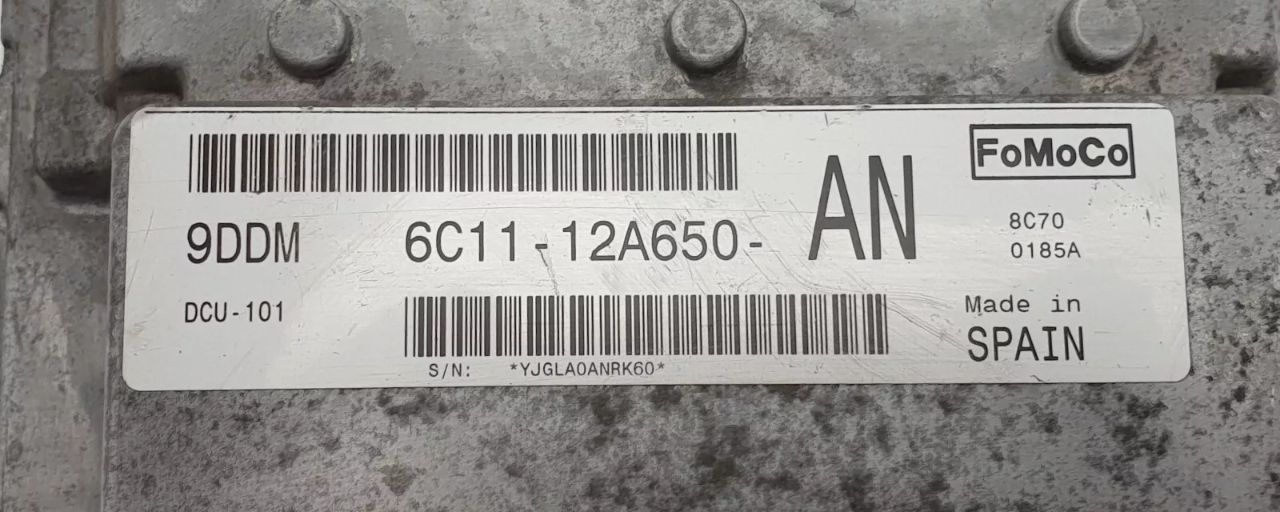 FoMoCo
9DDM 6C11-12A650- AN
8C70
0185A
DCU-101
Made in
SPAIN
S/N: *YJGLA0ANRK60*